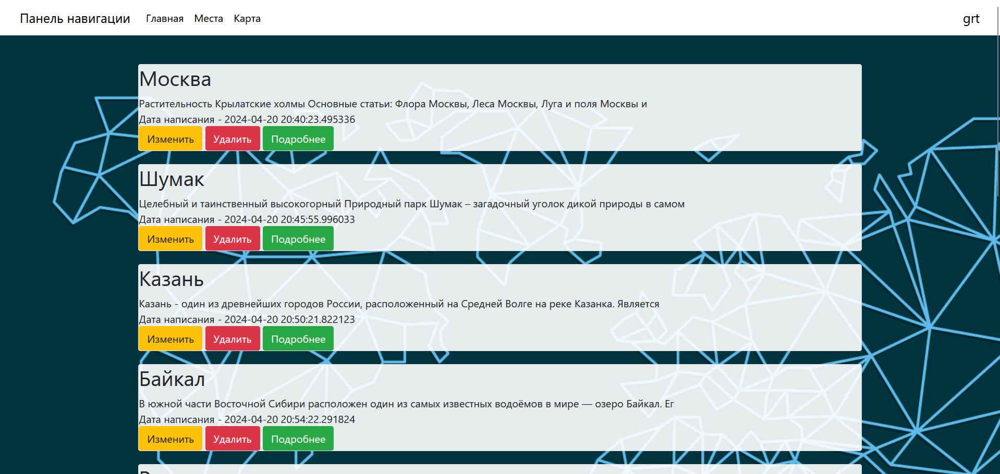 Панель навигации Главная Места Карта grt
Москва
Растительность Крылатские холмы Основные статьи: Флора Москвы, Леса Москвы, Луга и поля Москвы и
Дата написания - 2024-04-20 20:40:23.495336
Изменить Удалить Подробнее
Шумак
Целебный и таинственный высокогорный Природный парк Шумак – загадочный уголок дикой природы в самом
Дата написания - 2024-04-20 20:45:55.996033
Изменить Удалить Подробнее
Казань
Казань - один из древнейших городов России, расположенный на Средней Волге на реке Казанка. Является
Дата написания - 2024-04-20 20:50:21.822123
Изменить Удалить Подробнее
Байкал
В южной части Восточной Сибири расположен один из самых известных водоёмов в мире — озеро Байкал. Ег
Дата написания - 2024-04-20 20:54:22.291824
Изменить Удалить Подробнее